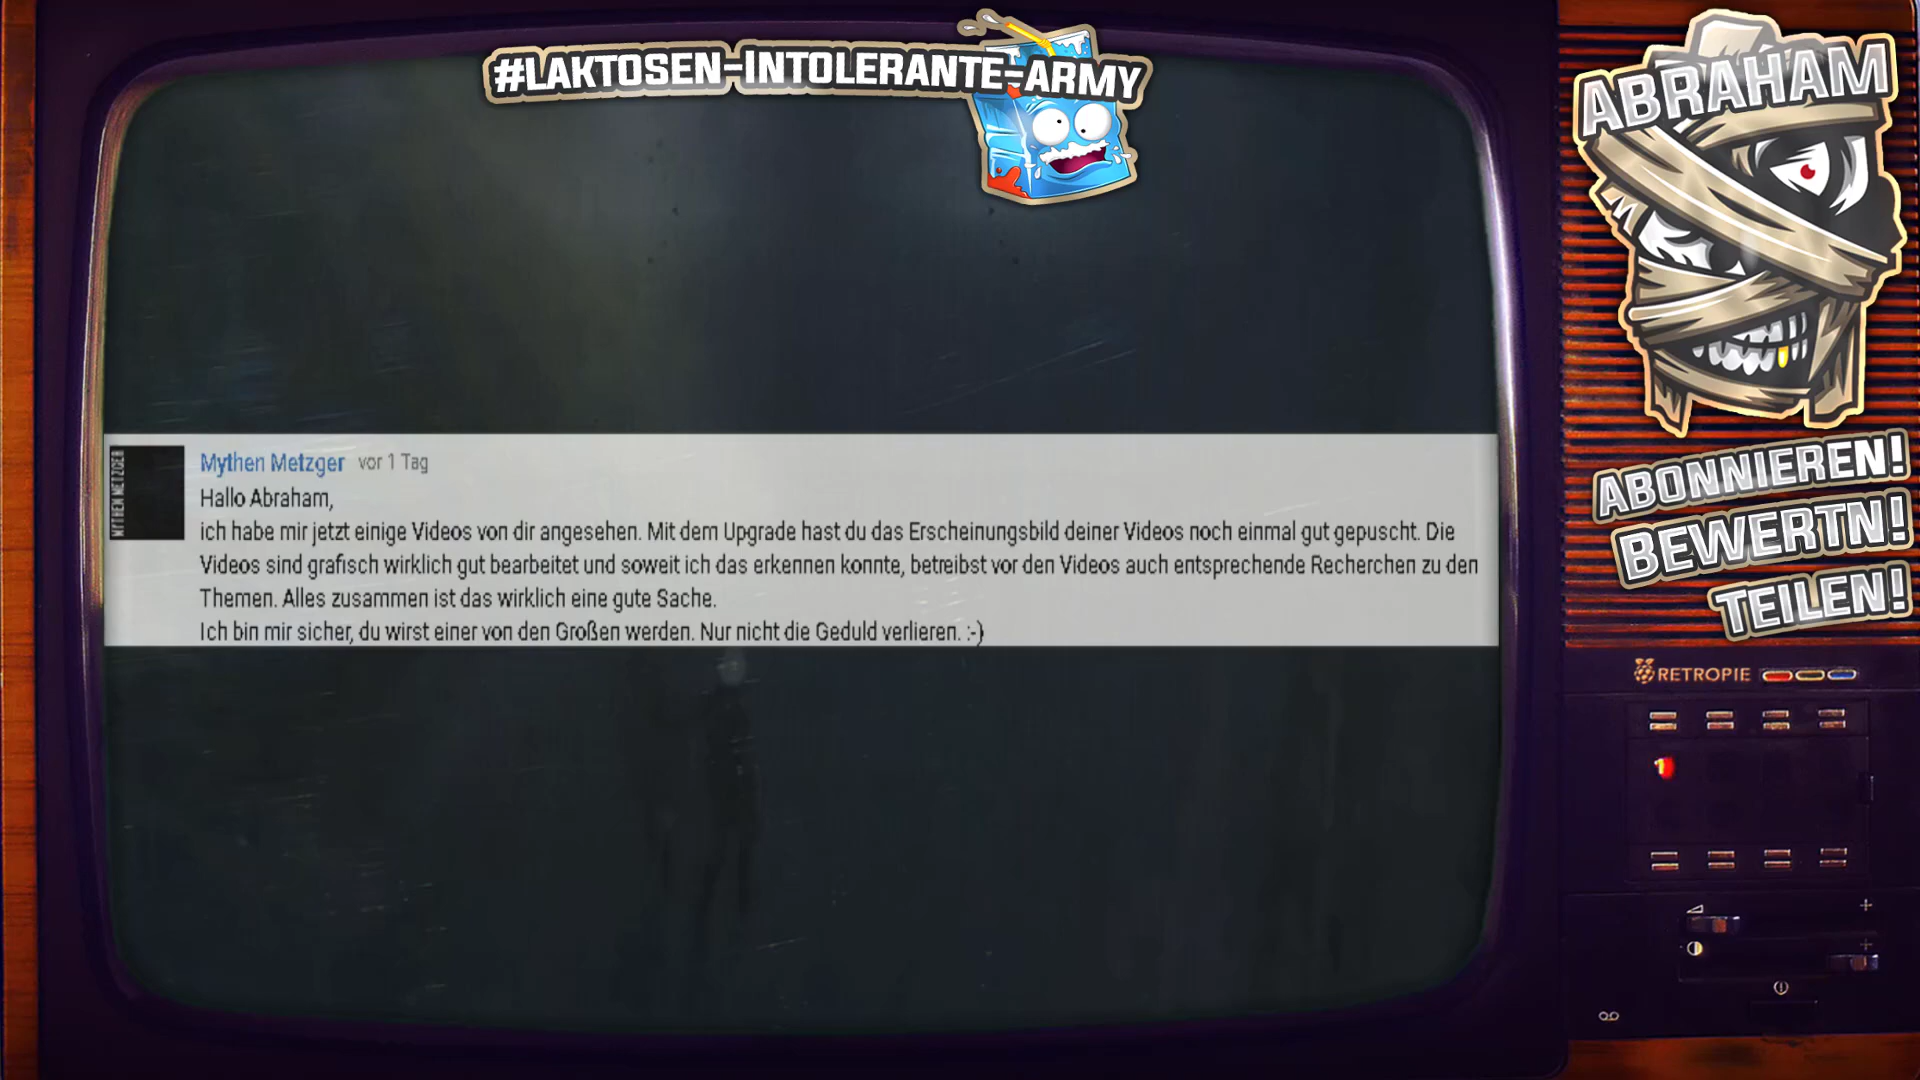 #LAKTOSEN-INTOLERANTE-ARMY
ABRAHAM
MYTHEN METZGER
Mythen Metzger vor 1 Tag
Hallo Abraham,
ich habe mir jetzt einige Videos von dir angesehen. Mit dem Upgrade hast du das Erscheinungsbild deiner Videos noch einmal gut gepuscht. Die
Videos sind grafisch wirklich gut bearbeitet und soweit ich das erkennen konnte, betreibst vor den Videos auch entsprechende Recherchen zu den
Themen. Alles zusammen ist das wirklich eine gute Sache.
Ich bin mir sicher, du wirst einer von den Großen werden. Nur nicht die Geduld verlieren. :-)
ABONNIEREN!
BEWERTN!
TEILEN!
RETROPIE
1